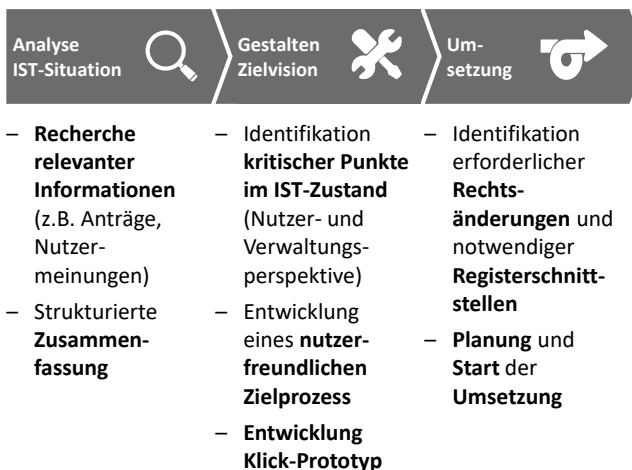 Analyse
IST-Situation
Gestalten
Zielvision
Um-
setzung
– Recherche
relevanter
Informationen
(z.B. Anträge,
Nutzer-
meinungen)
– Strukturierte
Zusammen-
fassung
– Identifikation
kritischer Punkte
im IST-Zustand
(Nutzer- und
Verwaltungs-
perspektive)
– Entwicklung
eines nutzer-
freundlichen
Zielprozess
– Entwicklung
Klick-Prototyp
– Identifikation
erforderlicher
Rechts-
änderungen und
notwendiger
Registerschnitt-
stellen
– Planung und
Start der
Umsetzung